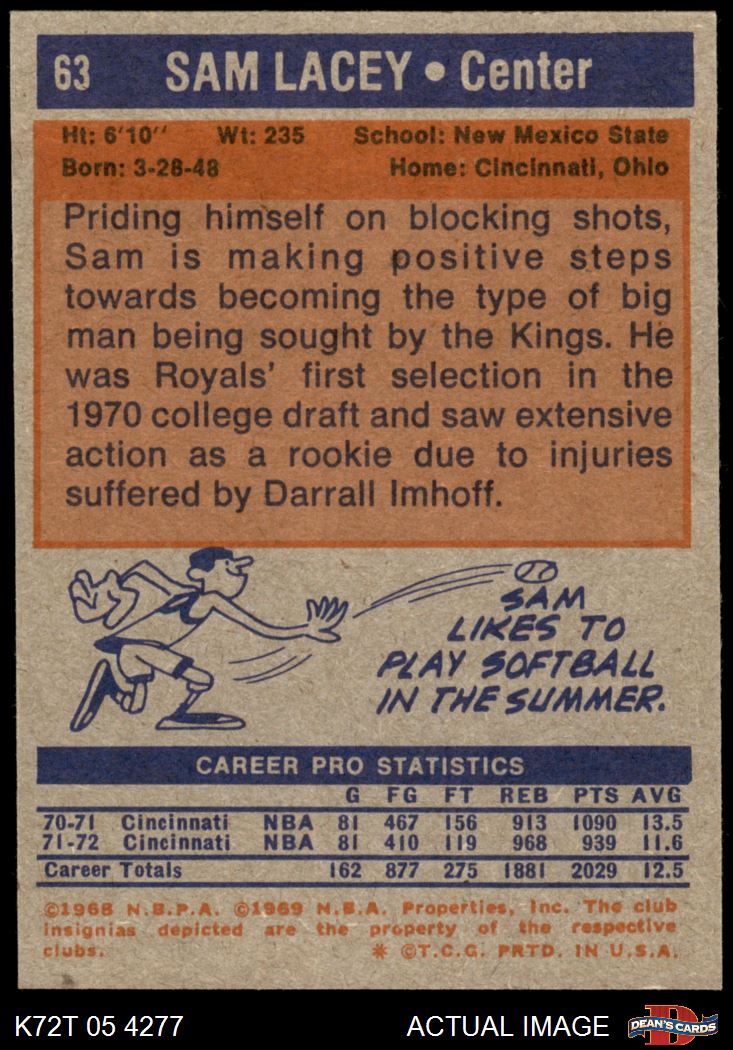 63 SAM LACEY • Center
Ht: 6'10'' Wt: 235 School: New Mexico State
Born: 3-28-48 Home: Cincinnati, Ohio
Priding himself on blocking shots,
Sam is making positive steps
towards becoming the type of big
man being sought by the Kings. He
was Royals' first selection in the
1970 college draft and saw extensive
action as a rookie due to injuries
suffered by Darrall Imhoff.
SAM
LIKES TO
PLAY SOFTBALL
IN THE SUMMER.
CAREER PRO STATISTICS
G FG FT REB PTS AVG
70-71 Cincinnati NBA 81 467 156 913 1090 13.5
71-72 Cincinnati NBA 81 410 119 968 939 11.6
Career Totals 162 877 275 1881 2029 12.5
©1968 N.B.P.A. ©1969 N.B.A. Properties, Inc. The club
insignias depicted are the property of the respective
clubs. * ©T.C.G. PRTD. IN U.S.A.
K72T 05 4277 ACTUAL IMAGE D DEAN'S CARDS